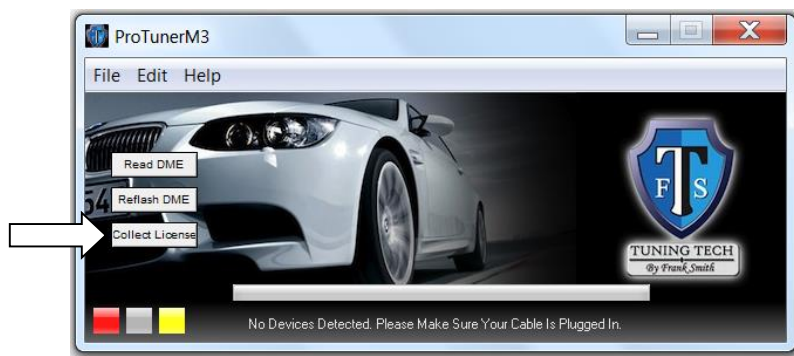 ProTunerM3
File Edit Help
Read DME
Reflash DME
54
Collect License
F T S
TUNING TECH
By Frank Smith
No Devices Detected. Please Make Sure Your Cable Is Plugged In.